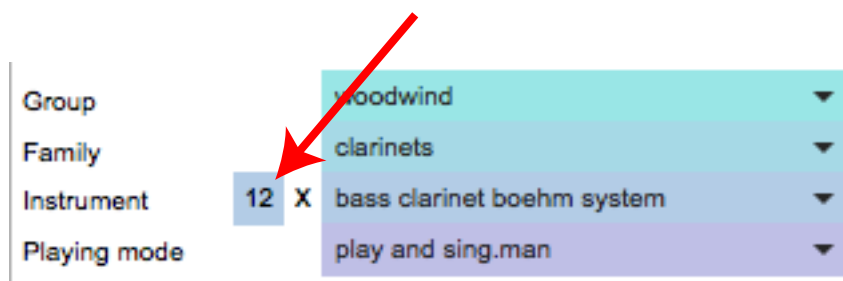 Group woodwind
Family clarinets
Instrument 12 X bass clarinet boehm system
Playing mode play and sing.man